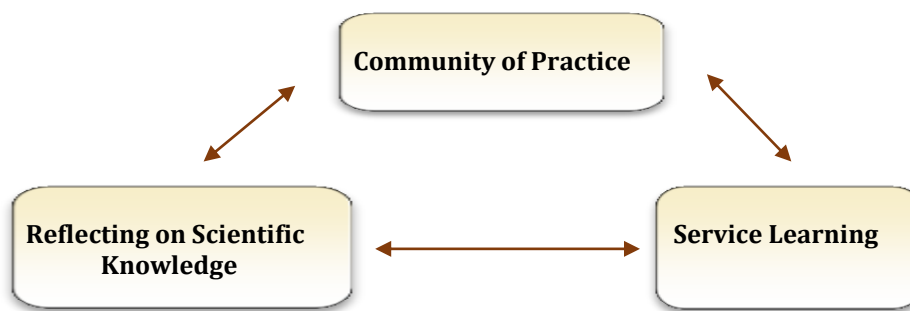 Community of Practice
Reflecting on Scientific
Knowledge
Service Learning